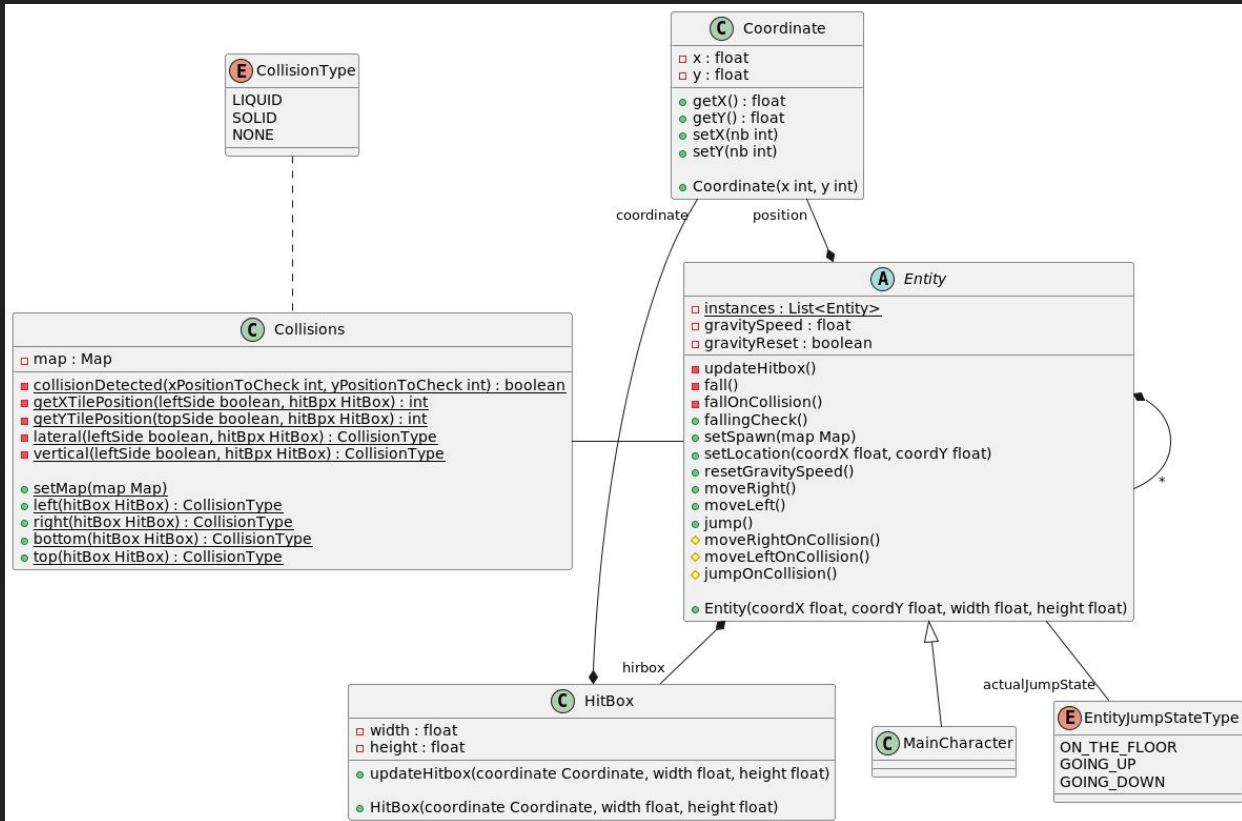 C Coordinate
x : float
y : float
getX() : float
getY() : float
setX(nb int)
setY(nb int)
Coordinate(x int, y int)
E CollisionType
LIQUID
SOLID
NONE
coordinate
position
C Collisions
map : Map
collisionDetected(xPositionToCheck int, yPositionToCheck int) : boolean
getXTilePosition(leftSide boolean, hitBpx HitBox) : int
getYTilePosition(topSide boolean, hitBpx HitBox) : int
lateral(leftSide boolean, hitBpx HitBox) : CollisionType
vertical(leftSide boolean, hitBpx HitBox) : CollisionType
setMap(map Map)
left(hitBox HitBox) : CollisionType
right(hitBox HitBox) : CollisionType
bottom(hitBox HitBox) : CollisionType
top(hitBox HitBox) : CollisionType
A Entity
instances : List<Entity>
gravitySpeed : float
gravityReset : boolean
updateHitbox()
fall()
fallOnCollision()
fallingCheck()
setSpawn(map Map)
setLocation(coordX float, coordY float)
resetGravitySpeed()
moveRight()
moveLeft()
jump()
moveRightOnCollision()
moveLeftOnCollision()
jumpOnCollision()
Entity(coordX float, coordY float, width float, height float)
*
hirbox
actualJumpState
C HitBox
width : float
height : float
updateHitbox(coordinate Coordinate, width float, height float)
HitBox(coordinate Coordinate, width float, height float)
C MainCharacter
E EntityJumpStateType
ON_THE_FLOOR
GOING_UP
GOING_DOWN